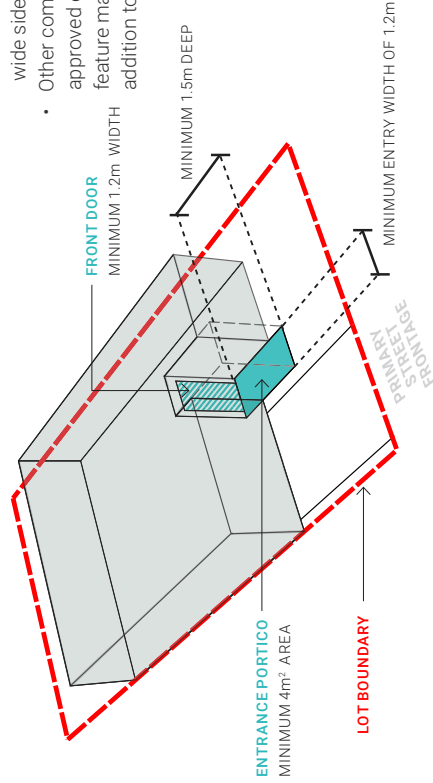 wide side
• Other com
approved
feature ma
addition to
FRONT DOOR
MINIMUM 1.2m WIDTH
MINIMUM 1.5m DEEP
MINIMUM ENTRY WIDTH OF 1.2m
PRIMARY
STREET
FRONTAGE
ENTRANCE PORTICO
MINIMUM 4m² AREA
LOT BOUNDARY